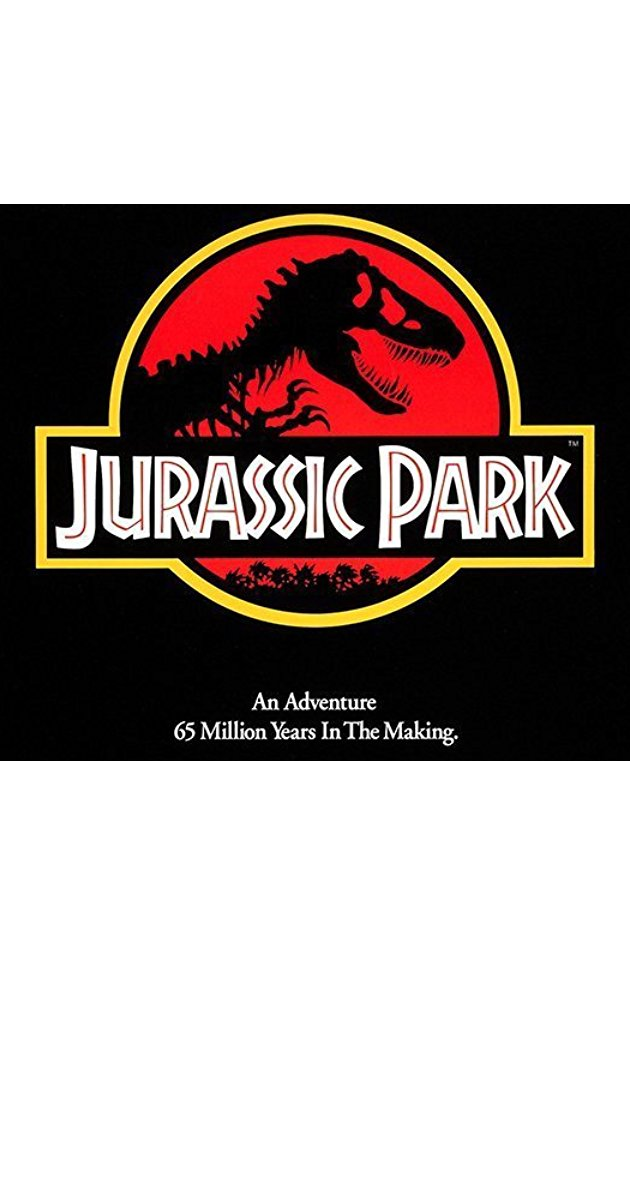 JURASSIC PARK
TM
An Adventure
65 Million Years In The Making.